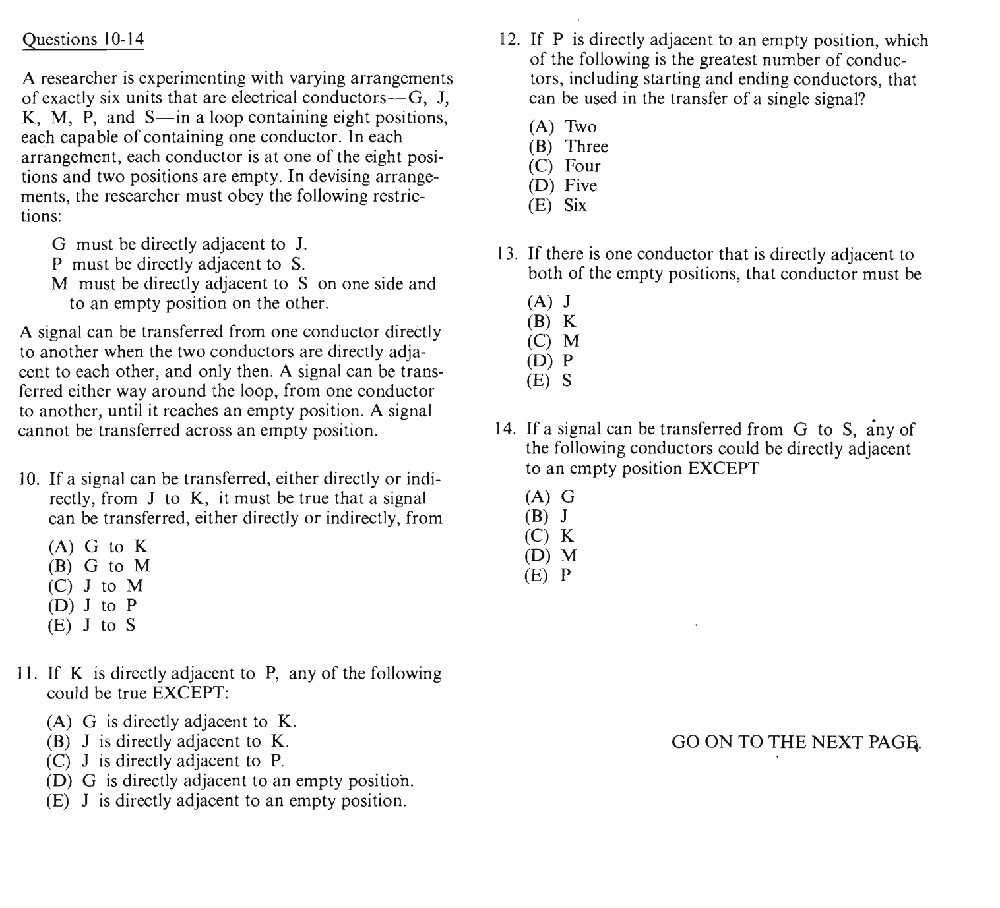 Questions 10-14
A researcher is experimenting with varying arrangements
of exactly six units that are electrical conductors—G, J,
K, M, P, and S—in a loop containing eight positions,
each capable of containing one conductor. In each
arrangement, each conductor is at one of the eight posi-
tions and two positions are empty. In devising arrange-
ments, the researcher must obey the following restric-
tions:
G must be directly adjacent to J.
P must be directly adjacent to S.
M must be directly adjacent to S on one side and
to an empty position on the other.
A signal can be transferred from one conductor directly
to another when the two conductors are directly adja-
cent to each other, and only then. A signal can be trans-
ferred either way around the loop, from one conductor
to another, until it reaches an empty position. A signal
cannot be transferred across an empty position.
10. If a signal can be transferred, either directly or indi-
rectly, from J to K, it must be true that a signal
can be transferred, either directly or indirectly, from
(A) G to K
(B) G to M
(C) J to M
(D) J to P
(E) J to S
11. If K is directly adjacent to P, any of the following
could be true EXCEPT:
(A) G is directly adjacent to K.
(B) J is directly adjacent to K.
(C) J is directly adjacent to P.
(D) G is directly adjacent to an empty position.
(E) J is directly adjacent to an empty position.
12. If P is directly adjacent to an empty position, which
of the following is the greatest number of conduc-
tors, including starting and ending conductors, that
can be used in the transfer of a single signal?
(A) Two
(B) Three
(C) Four
(D) Five
(E) Six
13. If there is one conductor that is directly adjacent to
both of the empty positions, that conductor must be
(A) J
(B) K
(C) M
(D) P
(E) S
14. If a signal can be transferred from G to S, any of
the following conductors could be directly adjacent
to an empty position EXCEPT
(A) G
(B) J
(C) K
(D) M
(E) P
GO ON TO THE NEXT PAGE.